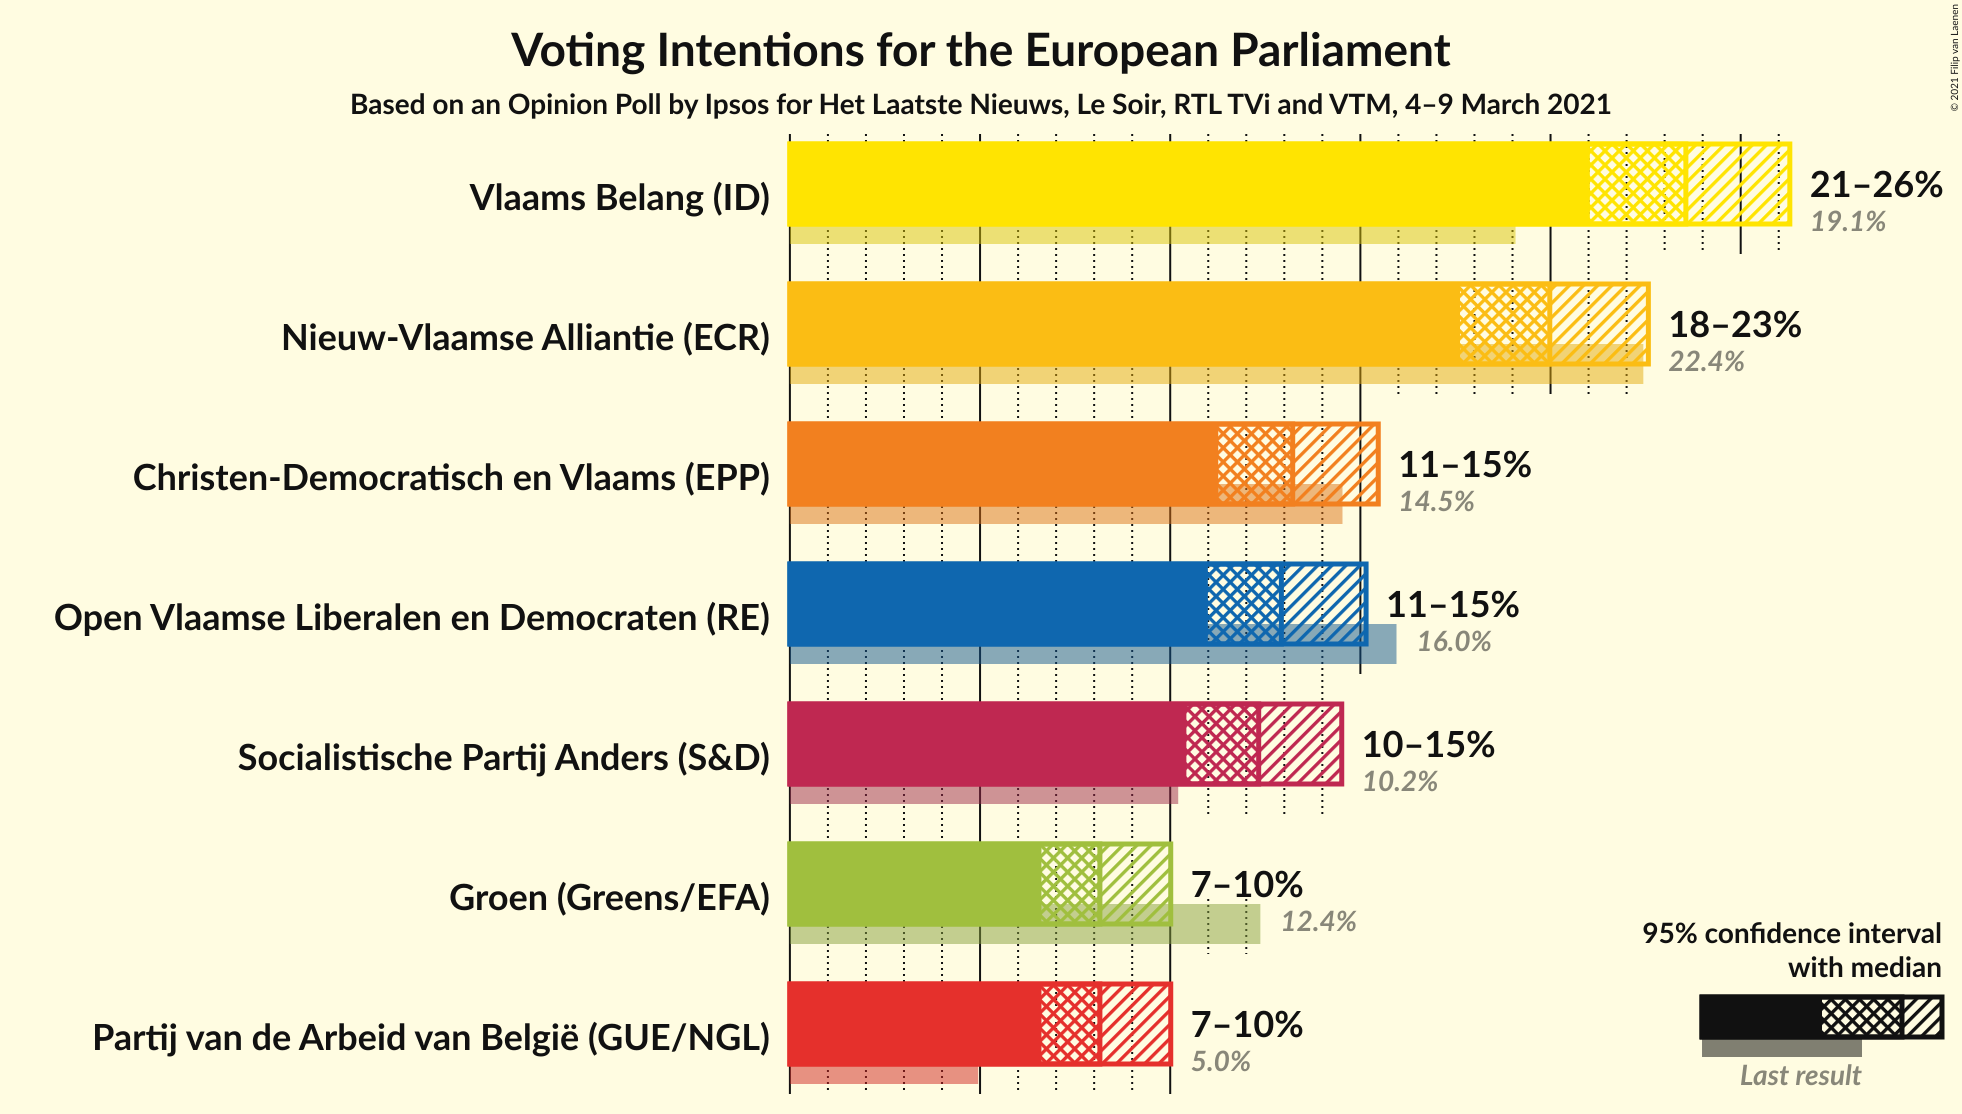 Voting Intentions for the European Parliament
Based on an Opinion Poll by Ipsos for Het Laatste Nieuws, Le Soir, RTL TVi and VTM, 4–9 March 2021
© 2021 Filip van Laenen
Vlaams Belang (ID)
21–26%
19.1%
Nieuw-Vlaamse Alliantie (ECR)
18–23%
22.4%
Christen-Democratisch en Vlaams (EPP)
11–15%
14.5%
Open Vlaamse Liberalen en Democraten (RE)
11–15%
16.0%
Socialistische Partij Anders (S&D)
10–15%
10.2%
Groen (Greens/EFA)
7–10%
12.4%
Partij van de Arbeid van België (GUE/NGL)
7–10%
5.0%
95% confidence interval
with median
Last result